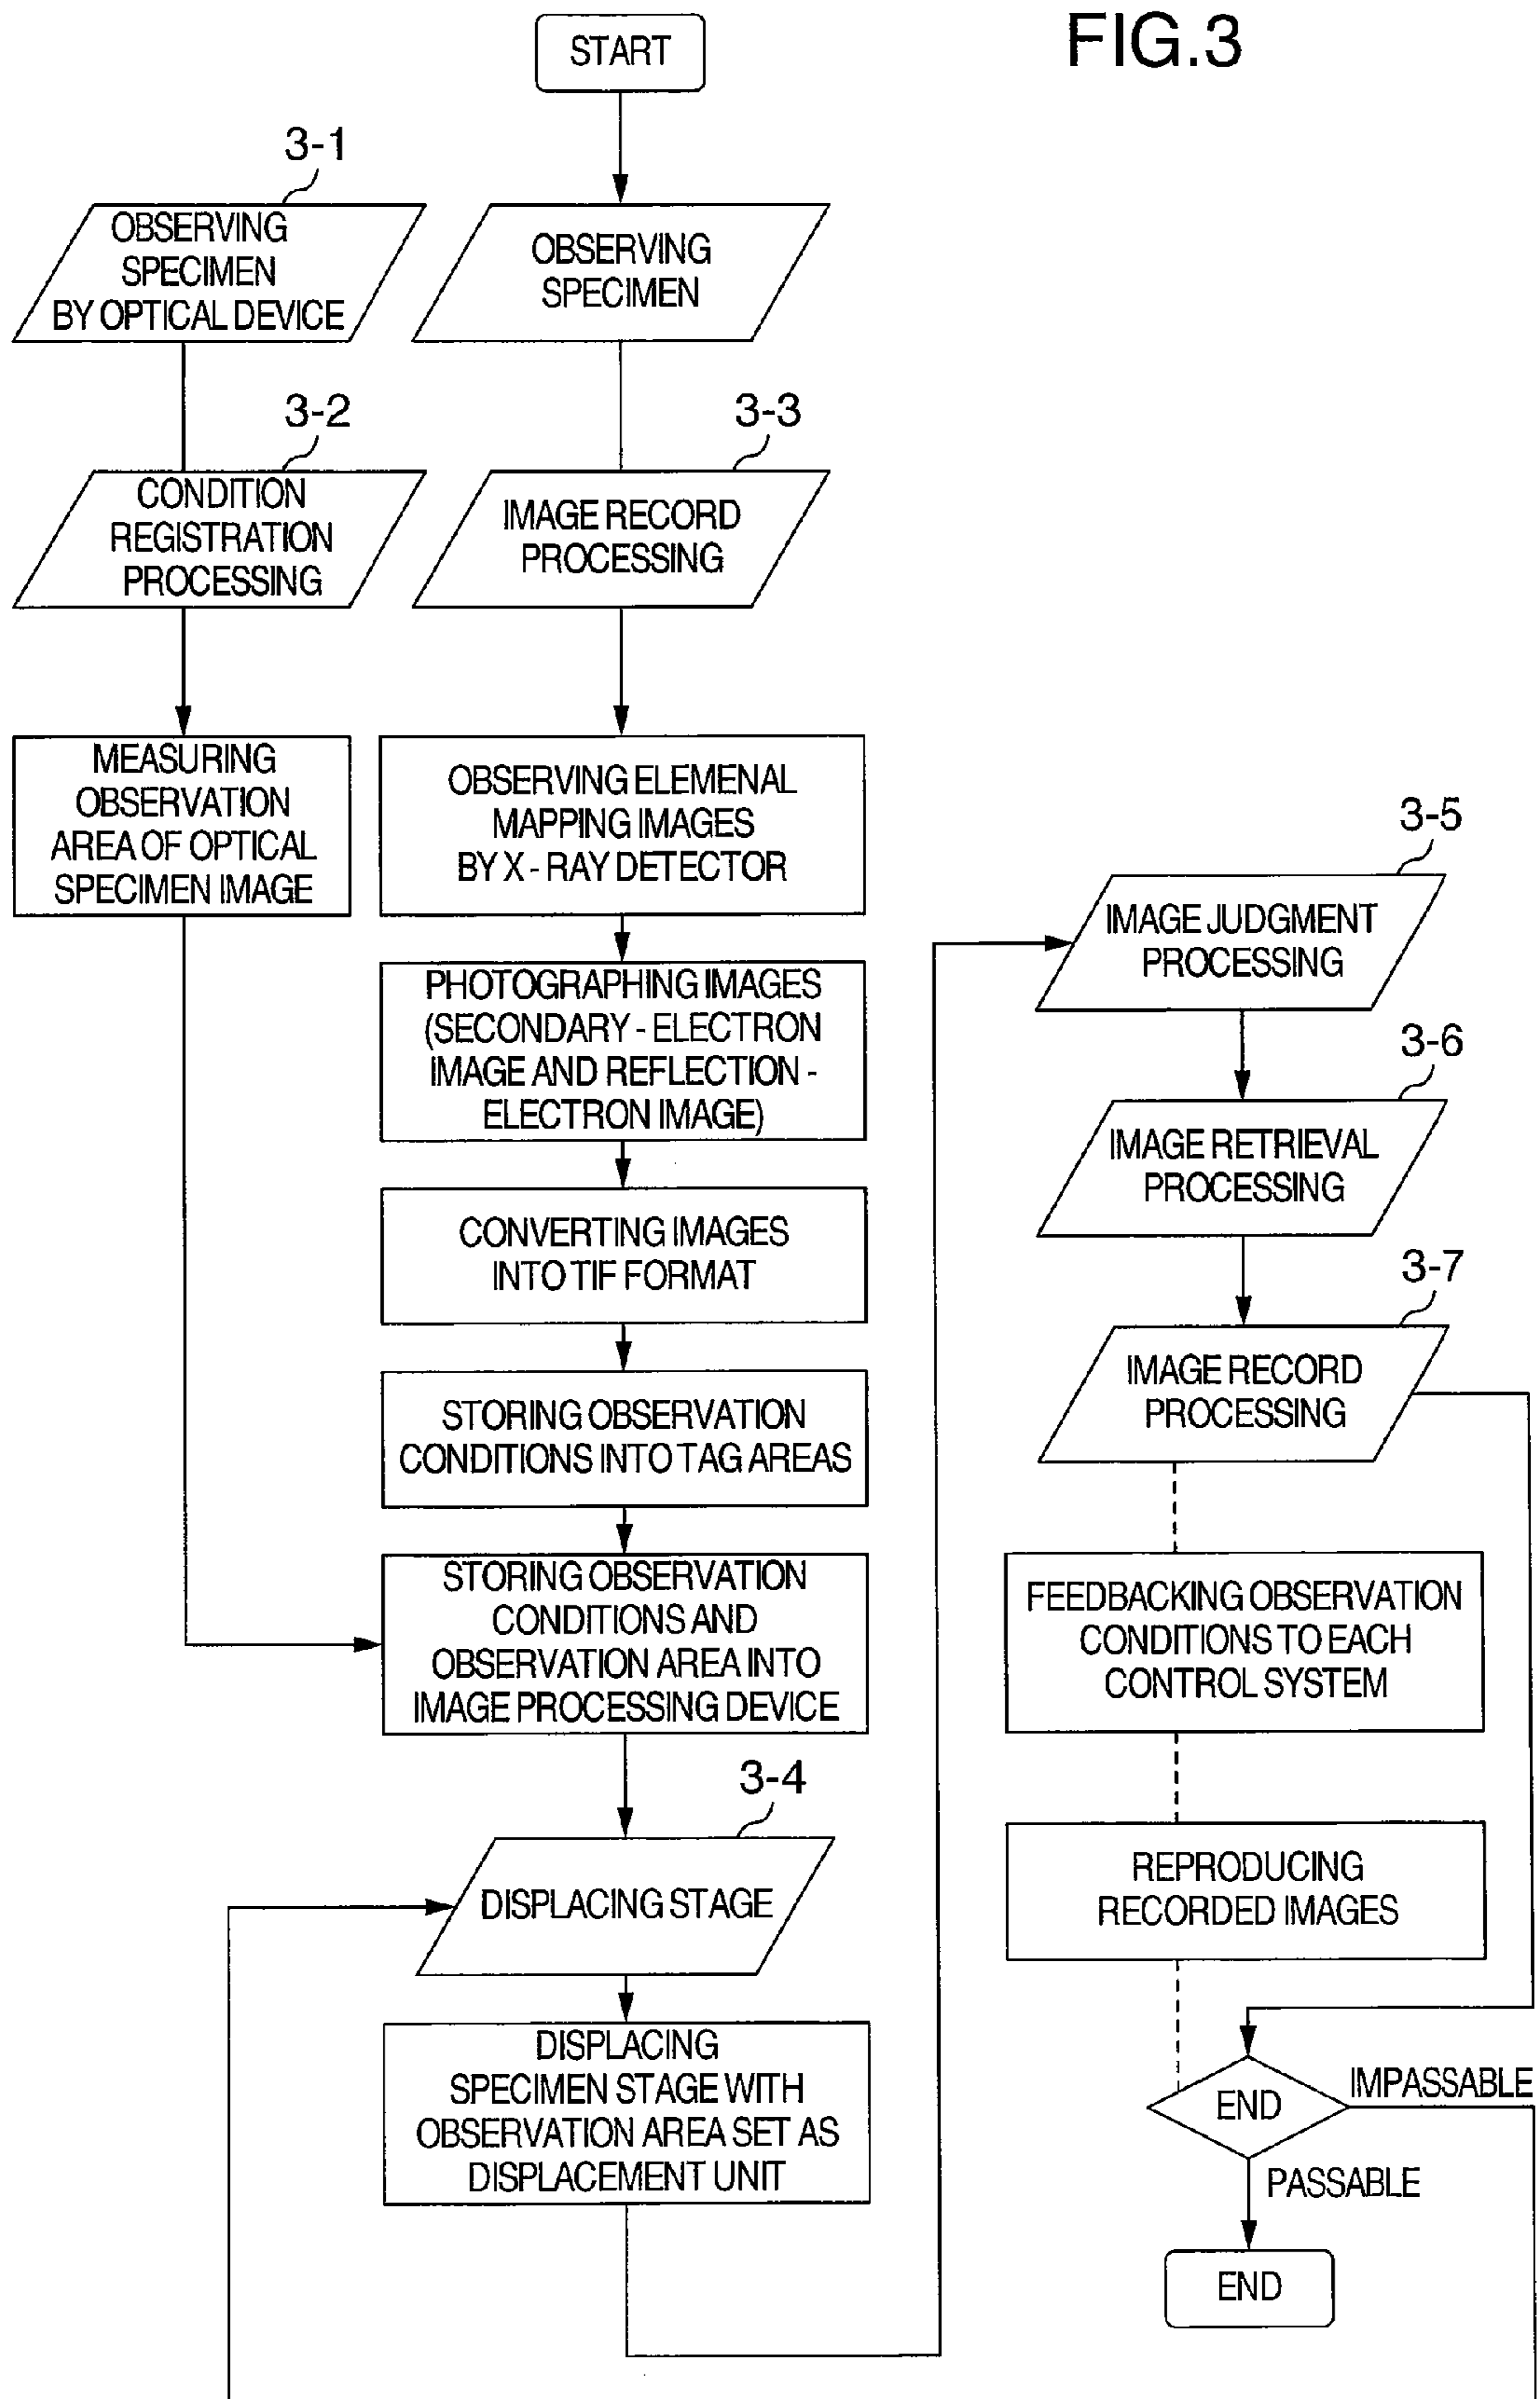 FIG.3
START
3-1
OBSERVING
SPECIMEN
BY OPTICAL DEVICE
OBSERVING
SPECIMEN
3-2
CONDITION
REGISTRATION
PROCESSING
3-3
IMAGE RECORD
PROCESSING
MEASURING
OBSERVATION
AREA OF OPTICAL
SPECIMEN IMAGE
OBSERVING ELEMENAL
MAPPING IMAGES
BY X - RAY DETECTOR
PHOTOGRAPHING IMAGES
(SECONDARY - ELECTRON
IMAGE AND REFLECTION -
ELECTRON IMAGE)
CONVERTING IMAGES
INTO TIF FORMAT
STORING OBSERVATION
CONDITIONS INTO TAG AREAS
STORING OBSERVATION
CONDITIONS AND
OBSERVATION AREA INTO
IMAGE PROCESSING DEVICE
3-4
DISPLACING STAGE
DISPLACING
SPECIMEN STAGE WITH
OBSERVATION AREA SET AS
DISPLACEMENT UNIT
3-5
IMAGE JUDGMENT
PROCESSING
3-6
IMAGE RETRIEVAL
PROCESSING
3-7
IMAGE RECORD
PROCESSING
FEEDBACKING OBSERVATION
CONDITIONS TO EACH
CONTROL SYSTEM
REPRODUCING
RECORDED IMAGES
END
IMPASSABLE
PASSABLE
END